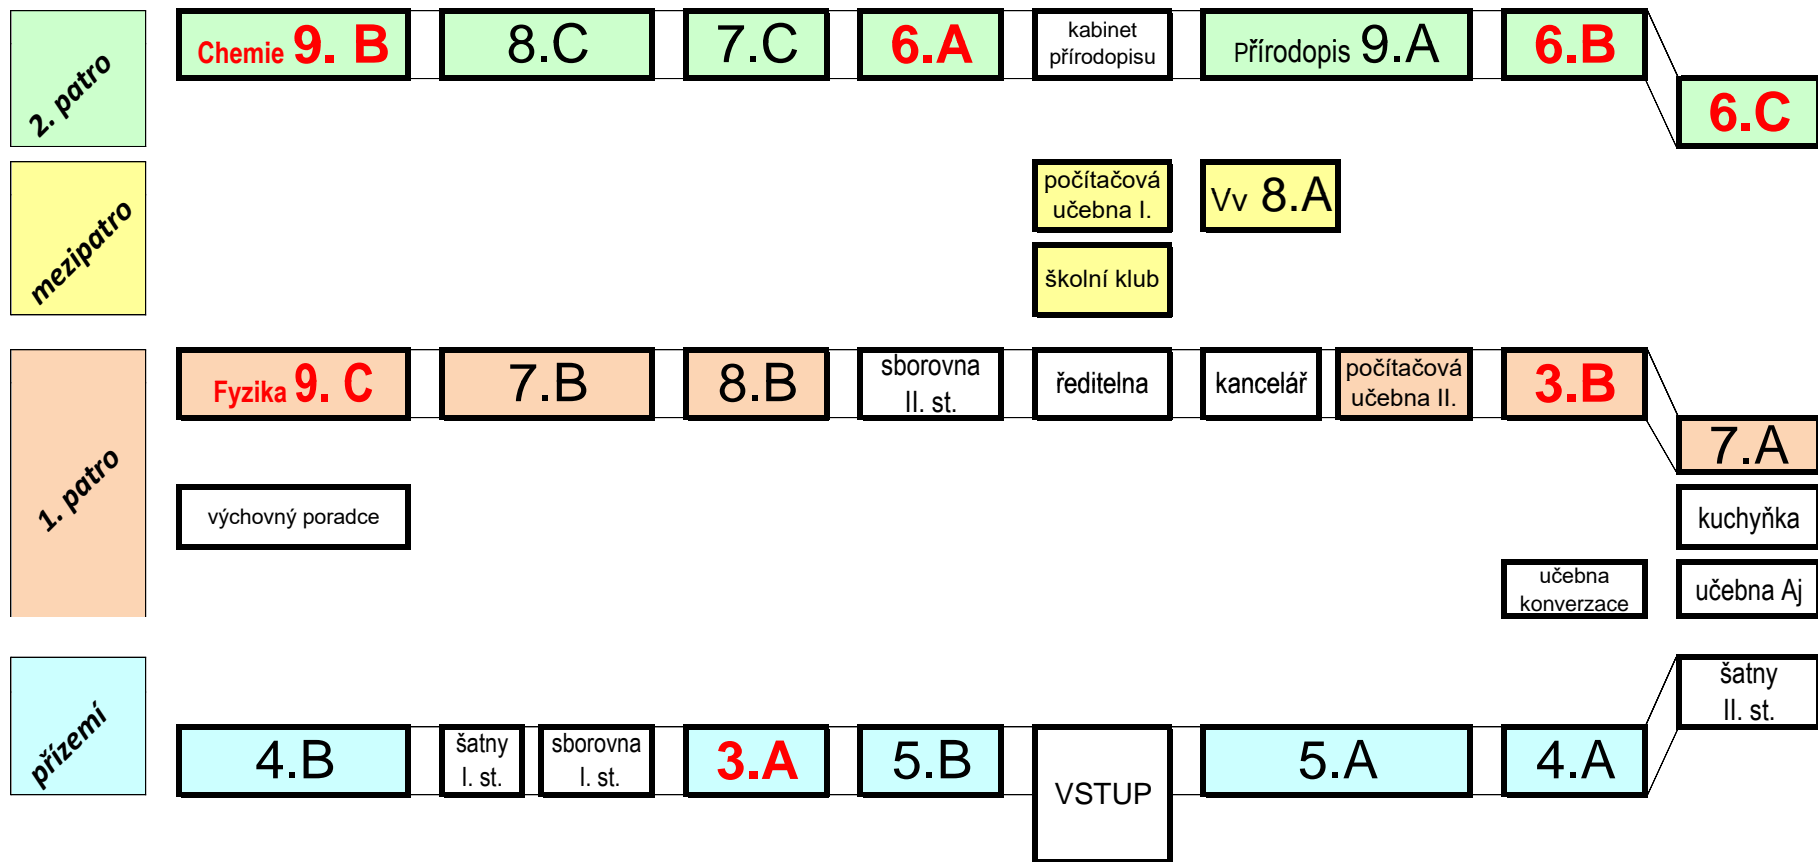 2. patro
Chemie 9. B
8.C
7.C
6.A
kabinet
přírodopisu
Přírodopis 9.A
6.B
6.C
mezipatro
počítačová
učebna I.
Vv 8.A
školní klub
1. patro
Fyzika 9. C
7.B
8.B
sborovna
II. st.
ředitelna
kancelář
počítačová
učebna II.
3.B
7.A
výchovný poradce
kuchyňka
učebna
konverzace
učebna Aj
přízemí
šatny
II. st.
4.B
šatny
I. st.
sborovna
I. st.
3.A
5.B
VSTUP
5.A
4.A